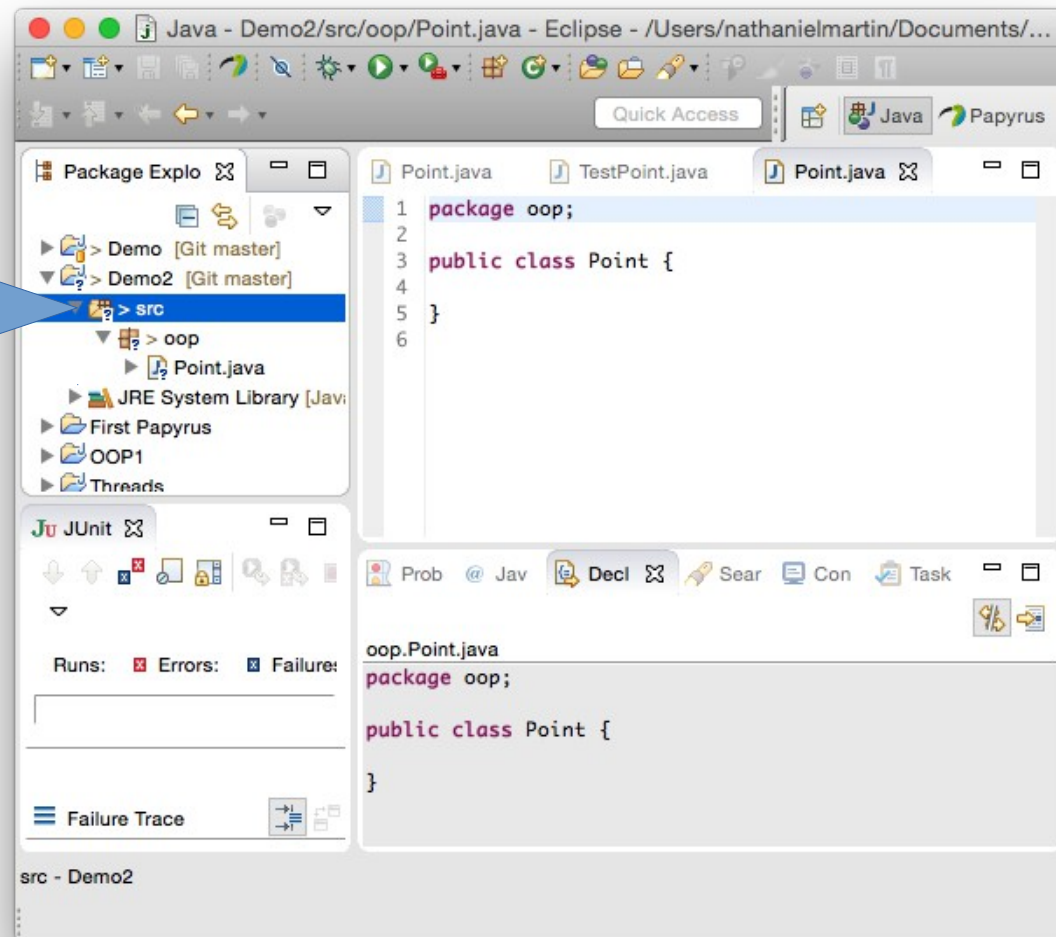 Java - Demo2/src/oop/Point.java - Eclipse - /Users/nathanielmartin/Documents/...
Quick Access
Java
Papyrus
Package Explo
> Demo [Git master]
> Demo2 [Git master]
> src
> oop
Point.java
JRE System Library [Java
First Papyrus
OOP1
Threads
Point.java
TestPoint.java
Point.java
1 package oop;
2
3 public class Point {
4
5 }
6
Ju JUnit
Runs: Errors: Failures:
Failure Trace
Prob @ Jav Decl Sear Con Task
oop.Point.java
package oop;
public class Point {
}
src - Demo2